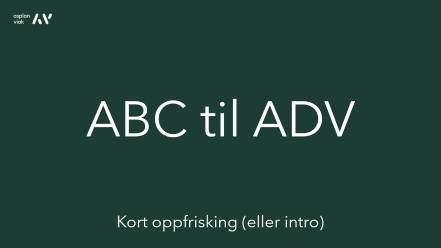 asplan
viak
ABC til ADV
Kort oppfrisking (eller intro)